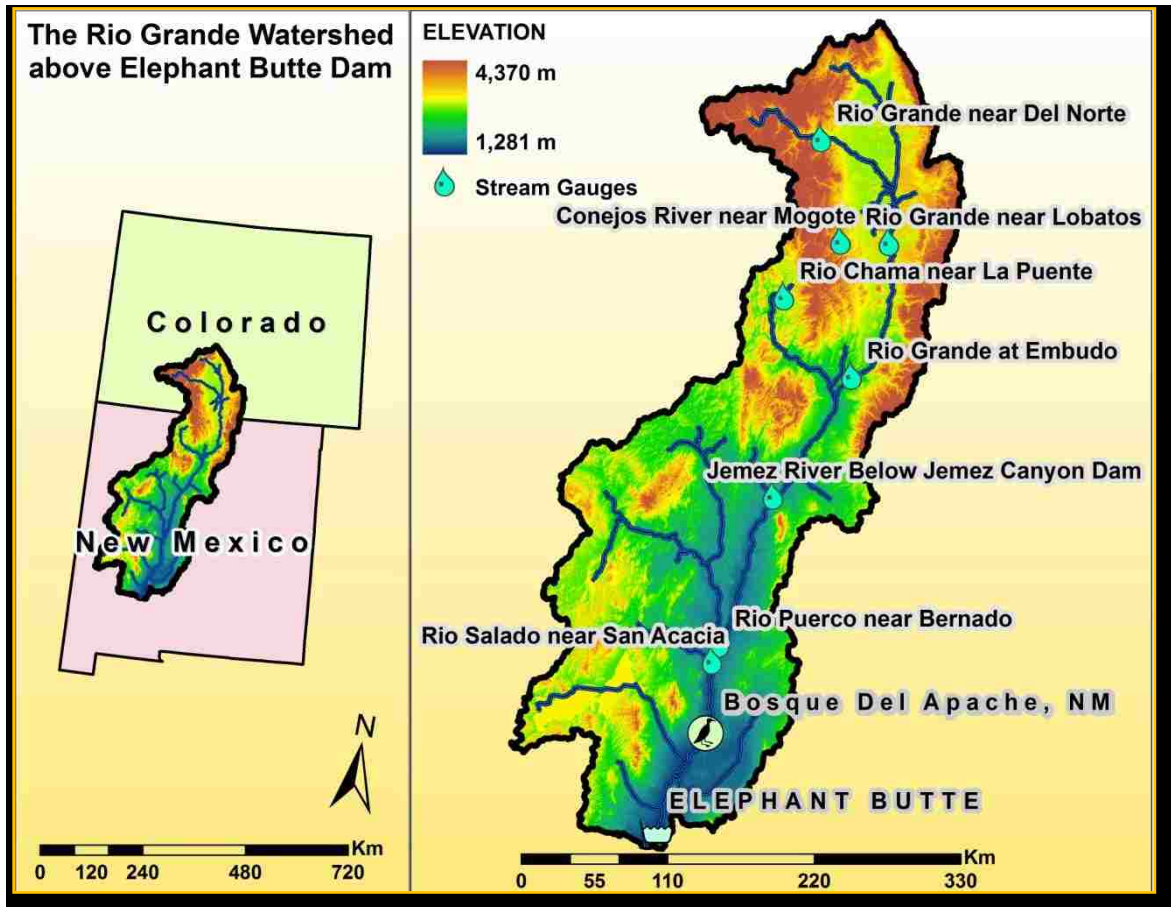 The Rio Grande Watershed
above Elephant Butte Dam
Colorado
New Mexico
N
Km
0 120 240 480 720
ELEVATION
4,370 m
1,281 m
Stream Gauges
Rio Grande near Del Norte
Conejos River near Mogote
Rio Grande near Lobatos
Rio Chama near La Puente
Rio Grande at Embudo
Jemez River Below Jemez Canyon Dam
Rio Puerco near Bernado
Rio Salado near San Acacia
Bosque Del Apache, NM
ELEPHANT BUTTE
Km
0 55 110 220 330